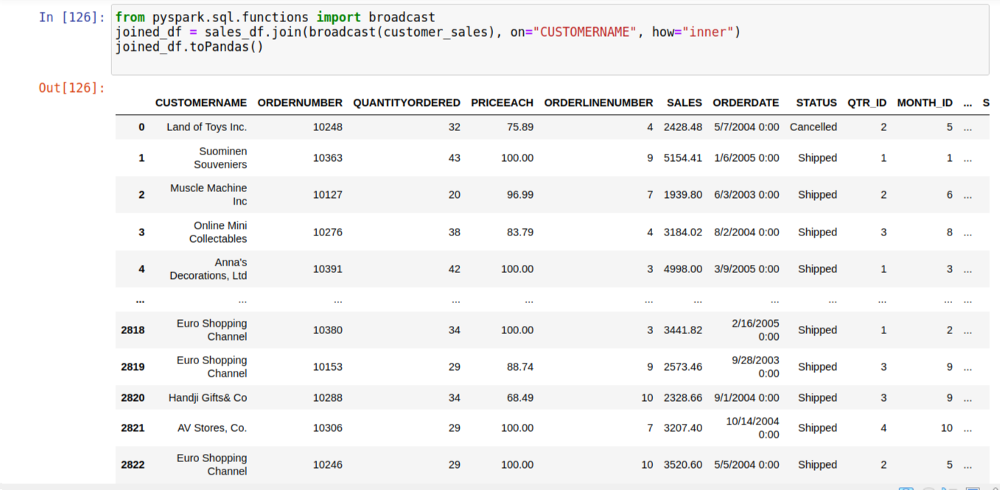 In [126]: from pyspark.sql.functions import broadcast
joined_df = sales_df.join(broadcast(customer_sales), on="CUSTOMERNAME", how="inner")
joined_df.toPandas()
Out[126]:
CUSTOMERNAME ORDERNUMBER QUANTITYORDERED PRICEEACH ORDERLINENUMBER SALES ORDERDATE STATUS QTR_ID MONTH_ID ... S
0 Land of Toys Inc. 10248 32 75.89 4 2428.48 5/7/2004 0:00 Cancelled 2 5 ...
Suominen
1 Souveniers 10363 43 100.00 9 5154.41 1/6/2005 0:00 Shipped 1 1 ...
Muscle Machine
2 Inc 10127 20 96.99 7 1939.80 6/3/2003 0:00 Shipped 2 6 ...
Online Mini
3 Collectables 10276 38 83.79 4 3184.02 8/2/2004 0:00 Shipped 3 8 ...
Anna's
4 Decorations, Ltd 10391 42 100.00 3 4998.00 3/9/2005 0:00 Shipped 1 3 ...
... ... ... ... ... ... ... ... ... ... ... ...
Euro Shopping 2/16/2005
2818 Channel 10380 34 100.00 3 3441.82 0:00 Shipped 1 2 ...
Euro Shopping 9/28/2003
2819 Channel 10153 29 88.74 9 2573.46 0:00 Shipped 3 9 ...
2820 Handji Gifts& Co 10288 34 68.49 10 2328.66 9/1/2004 0:00 Shipped 3 9 ...
10/14/2004
2821 AV Stores, Co. 10306 29 100.00 7 3207.40 0:00 Shipped 4 10 ...
Euro Shopping
2822 Channel 10246 29 100.00 10 3520.60 5/5/2004 0:00 Shipped 2 5 ...